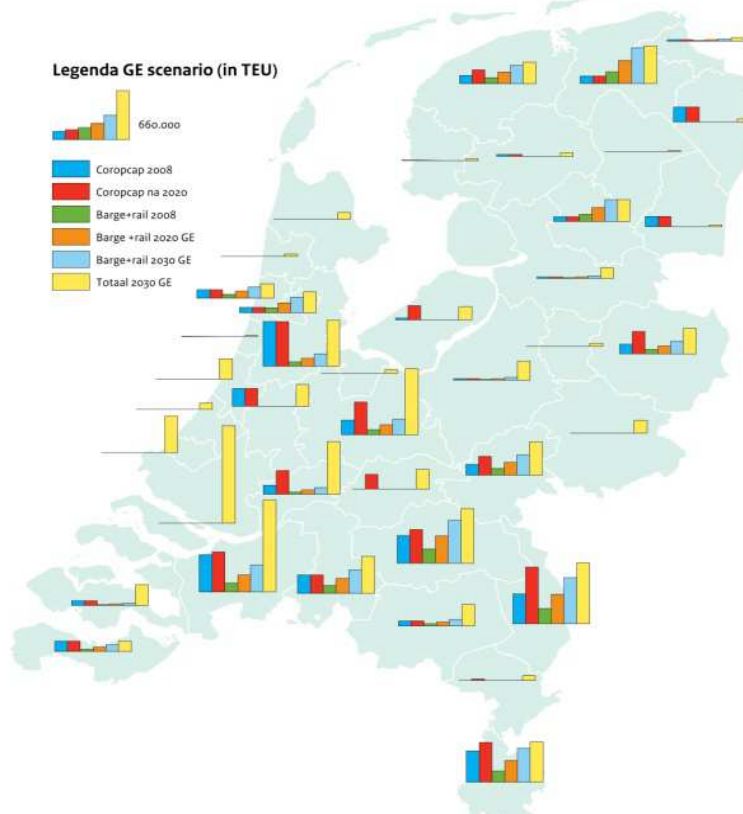 Legenda GE scenario (in TEU)
660.000
Coropcap 2008
Coropcap na 2020
Barge+rail 2008
Barge +rail 2020 GE
Barge+rail 2030 GE
Totaal 2030 GE